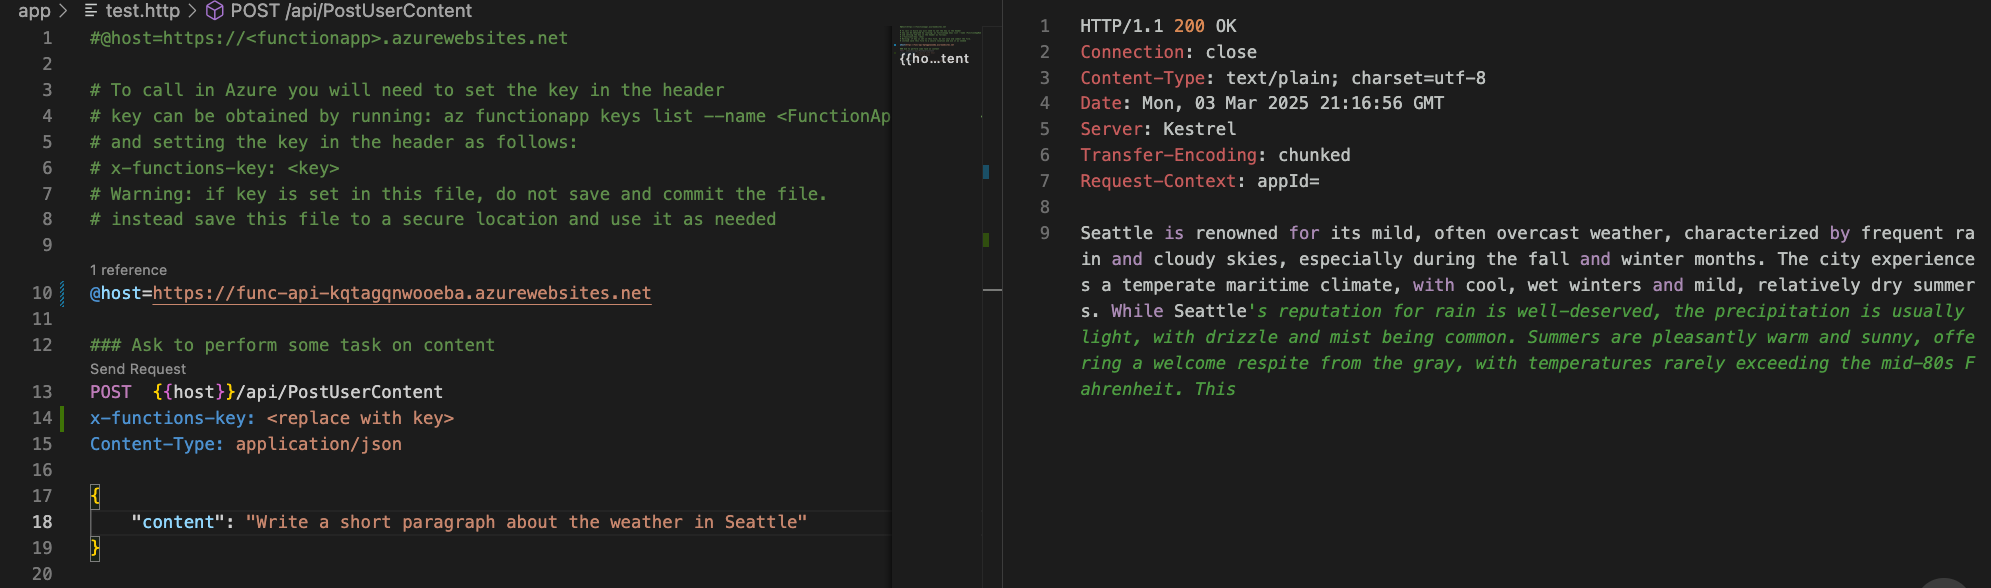 app > test.http > POST /api/PostUserContent
1 #@host=https://<functionapp>.azurewebsites.net
2
3 # To call in Azure you will need to set the key in the header
4 # key can be obtained by running: az functionapp keys list --name <FunctionAp
5 # and setting the key in the header as follows:
6 # x-functions-key: <key>
7 # Warning: if key is set in this file, do not save and commit the file.
8 # instead save this file to a secure location and use it as needed
9
1 reference
10 @host=https://func-api-kqtagqnwooeba.azurewebsites.net
11
12 ### Ask to perform some task on content
Send Request
13 POST  {{host}}/api/PostUserContent
14 x-functions-key: <replace with key>
15 Content-Type: application/json
16
17 {
18     "content": "Write a short paragraph about the weather in Seattle"
19 }
20
{{ho...tent
1 HTTP/1.1 200 OK
2 Connection: close
3 Content-Type: text/plain; charset=utf-8
4 Date: Mon, 03 Mar 2025 21:16:56 GMT
5 Server: Kestrel
6 Transfer-Encoding: chunked
7 Request-Context: appId=
8
9 Seattle is renowned for its mild, often overcast weather, characterized by frequent ra
in and cloudy skies, especially during the fall and winter months. The city experience
s a temperate maritime climate, with cool, wet winters and mild, relatively dry summer
s. While Seattle's reputation for rain is well-deserved, the precipitation is usually
light, with drizzle and mist being common. Summers are pleasantly warm and sunny, offe
ring a welcome respite from the gray, with temperatures rarely exceeding the mid-80s F
ahrenheit. This